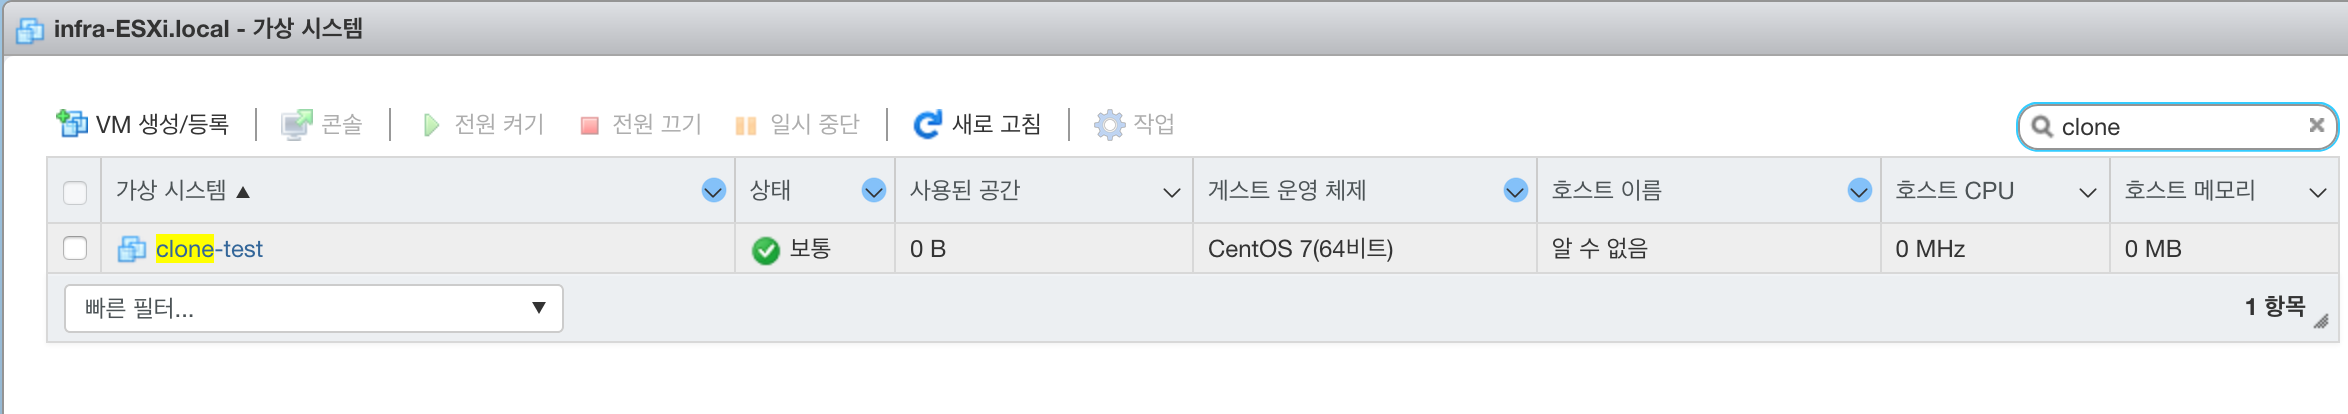 infra-ESXi.local - 가상 시스템
VM 생성/등록 콘솔 전원 켜기 전원 끄기 일시 중단 새로 고침 작업 clone
가상 시스템 상태 사용된 공간 게스트 운영 체제 호스트 이름 호스트 CPU 호스트 메모리
clone-test 보통 0 B CentOS 7(64비트) 알 수 없음 0 MHz 0 MB
빠른 필터... 1 항목